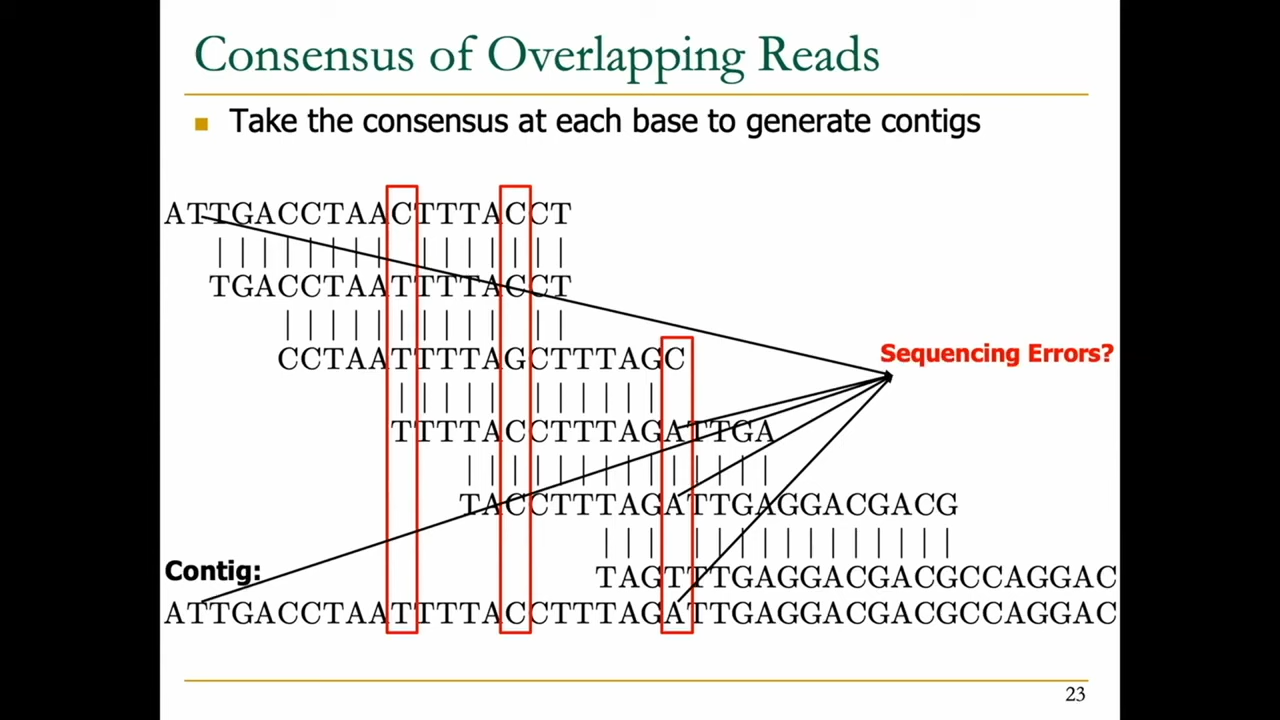 Consensus of Overlapping Reads
Take the consensus at each base to generate contigs
ATTGACCTAACTTTACCT
TGACCTAATTTTACCT
CCTAATTTTAGCTTTAGC
Sequencing Errors?
TTTTACCTTTAGATTGA
TACCTTTAGATTGAGGACGACG
Contig:
TAGTTTGAGGACGACGCCAGGAC
ATTGACCTAATTTTACCTTTAGATTGAGGACGACGCCAGGAC
23